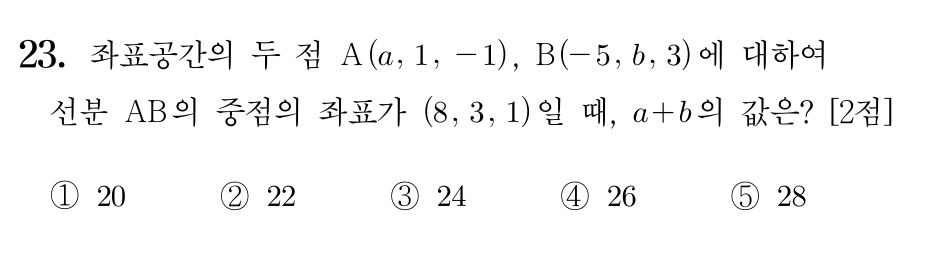 23. 좌표공간의 두 점 A(a, 1, −1), B(−5, b, 3)에 대하여
선분 AB의 중점의 좌표가 (8, 3, 1)일 때, a+b의 값은? [2점]
① 20 ② 22 ③ 24 ④ 26 ⑤ 28